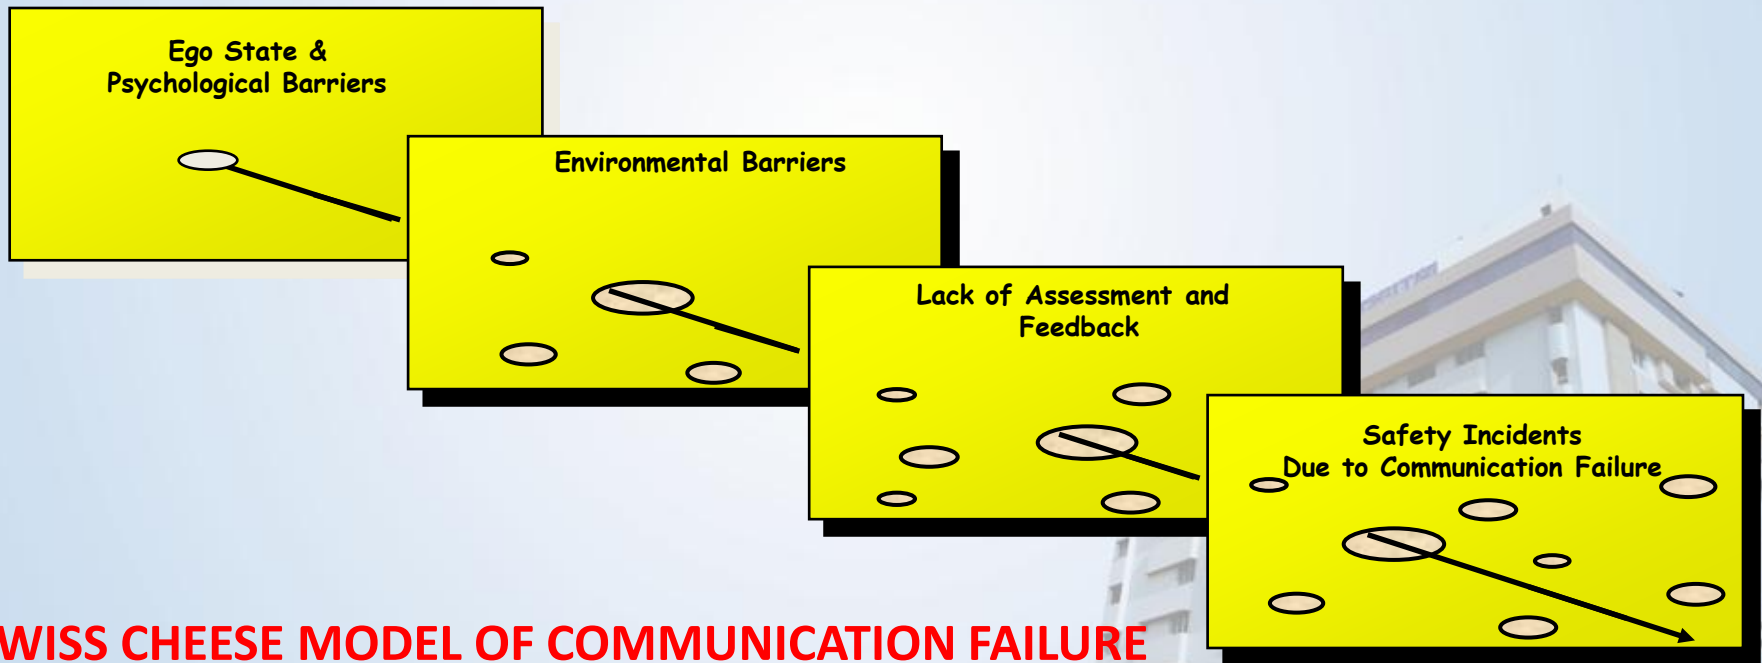 Ego State &
Psychological Barriers
Environmental Barriers
Lack of Assessment and
Feedback
Safety Incidents
Due to Communication Failure
WISS CHEESE MODEL OF COMMUNICATION FAILURE